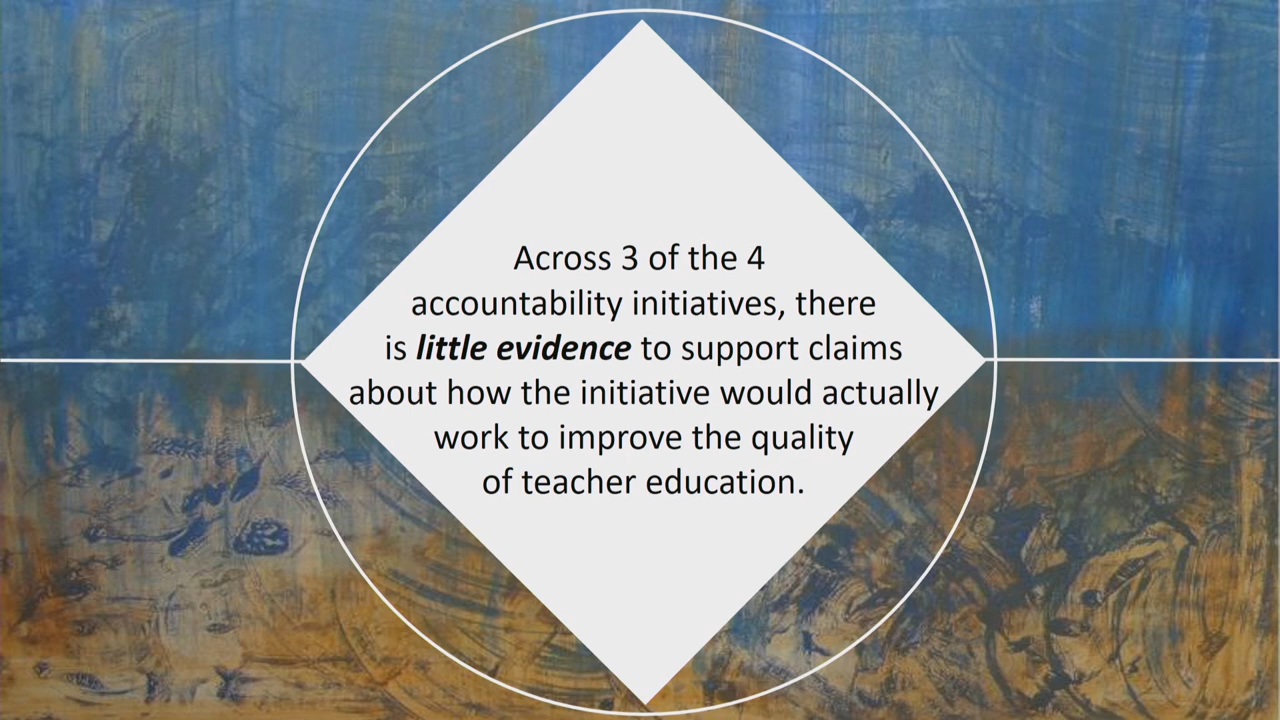 Across 3 of the 4
accountability initiatives, there
is little evidence to support claims
about how the initiative would actually
work to improve the quality
of teacher education.